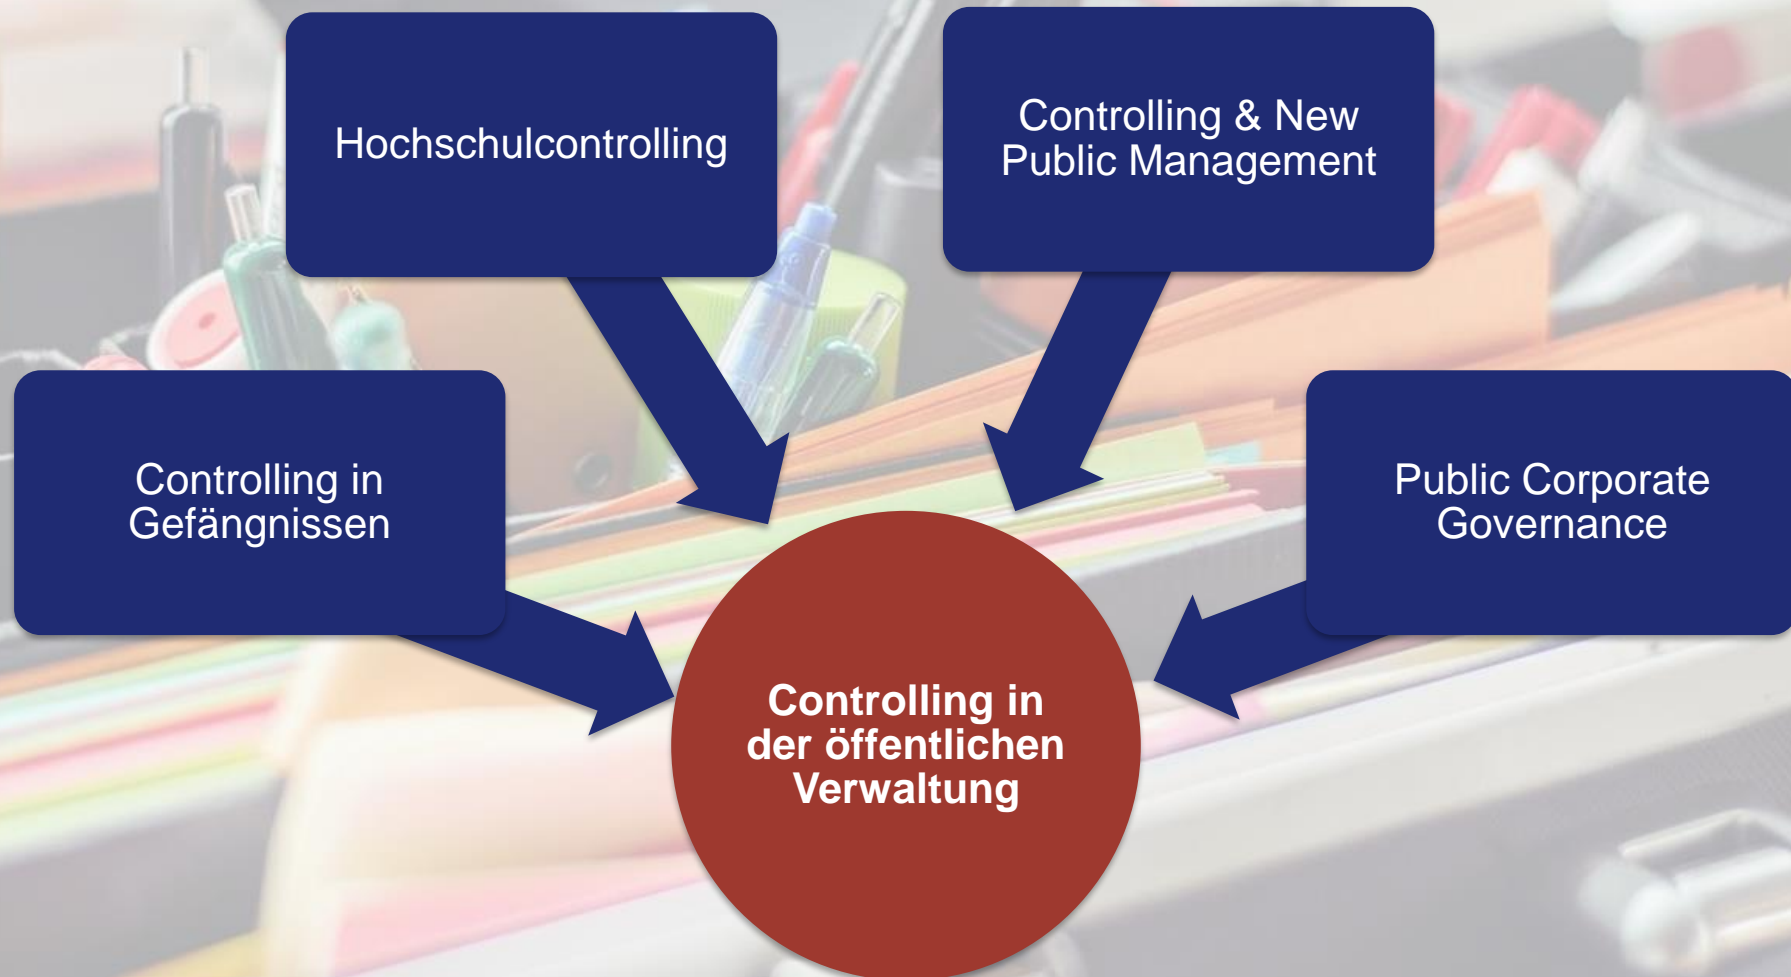 Hochschulcontrolling
Controlling & New
Public Management
Controlling in
Gefängnissen
Public Corporate
Governance
Controlling in
der öffentlichen
Verwaltung